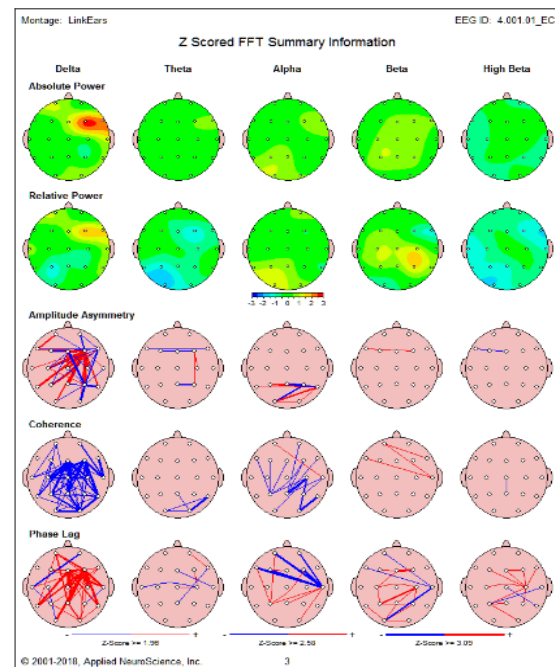 Montage: LinkEars EEG ID: 4.001.01_EC
Z Scored FFT Summary Information
Delta Theta Alpha Beta High Beta
Absolute Power
Relative Power
-3 -2 -1 0 1 2 3
Amplitude Asymmetry
Coherence
Phase Lag
- + - + - +
Z-Score >= 1.96 Z-Score >= 2.58 Z-Score >= 3.09
© 2001-2018, Applied NeuroScience, Inc. 3